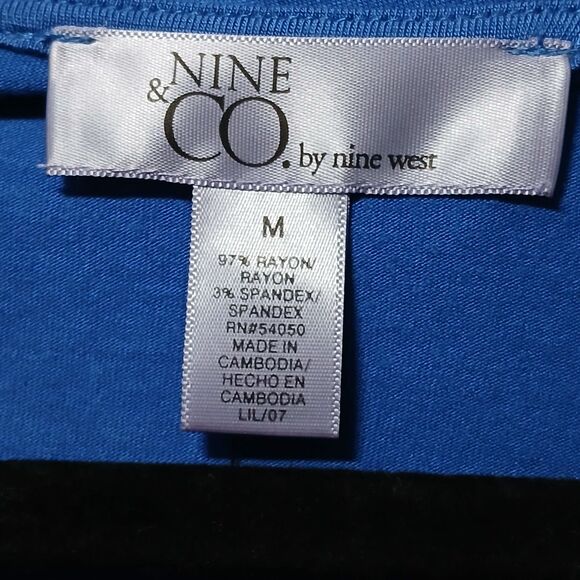 NINE
& CO. by nine west
M
97% RAYON/
RAYON
3% SPANDEX/
SPANDEX
RN#54050
MADE IN
CAMBODIA/
HECHO EN
CAMBODIA
LIL/07